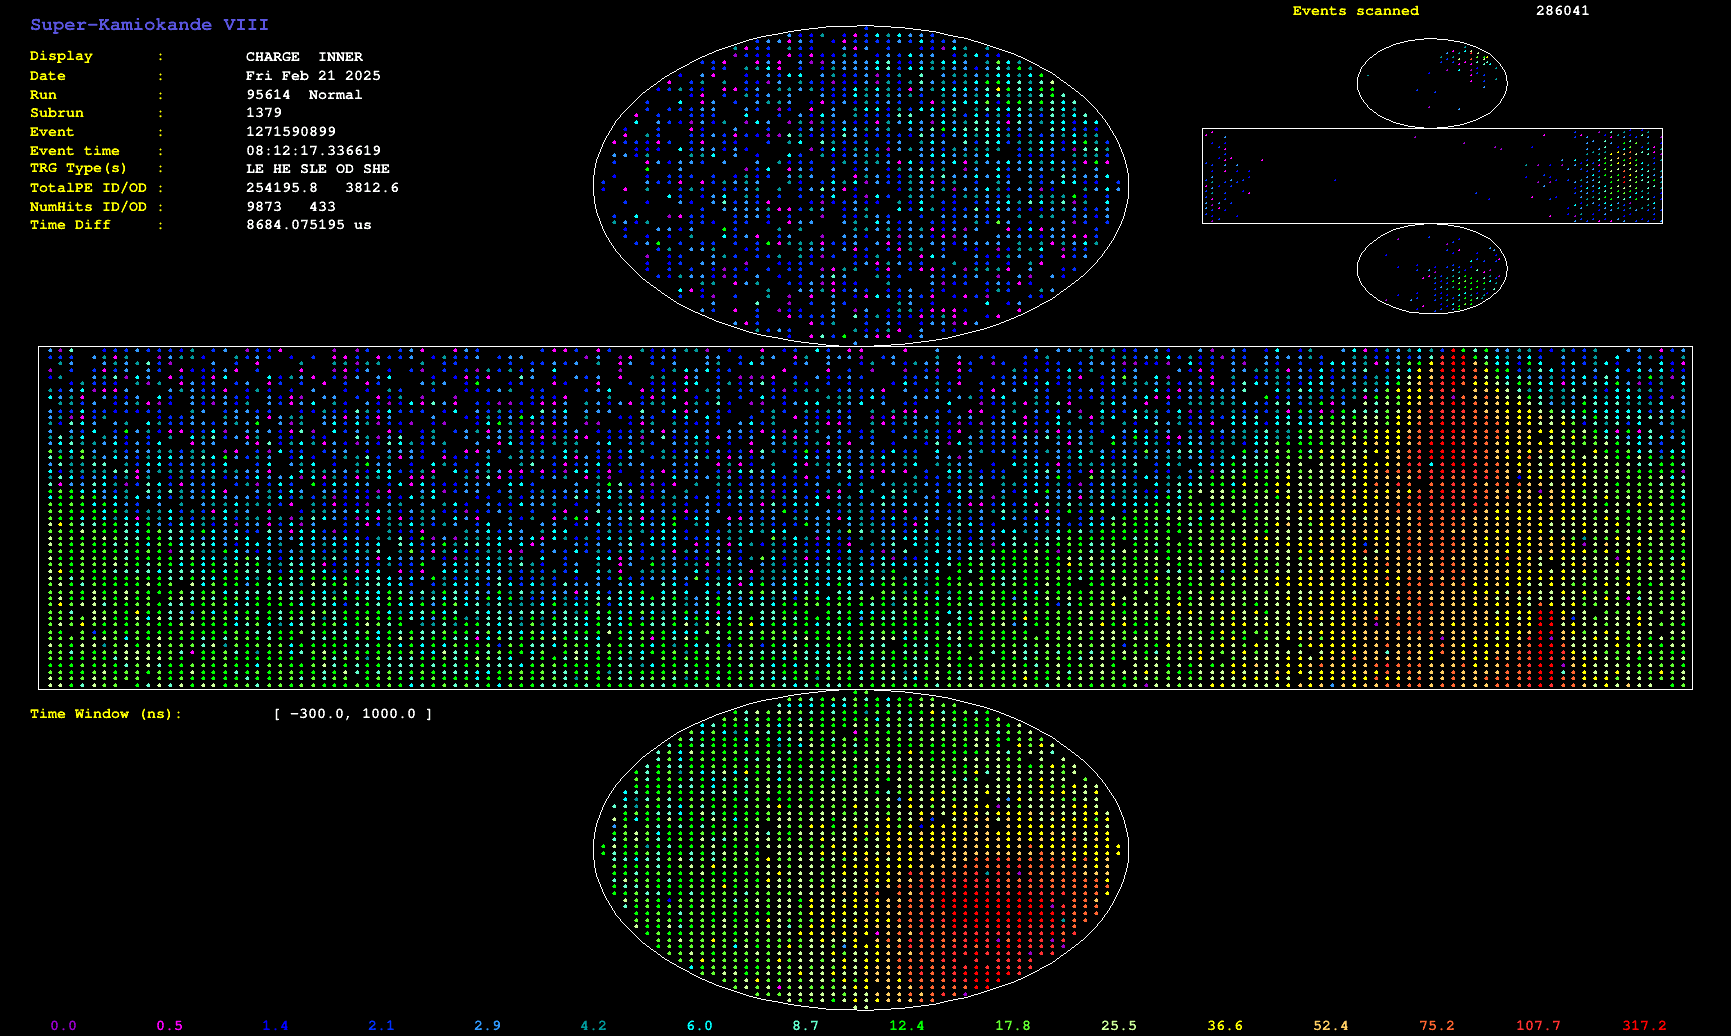 Super-Kamiokande VIII
Display : CHARGE INNER
Date : Fri Feb 21 2025
Run : 95614 Normal
Subrun : 1379
Event : 1271590899
Event time : 08:12:17.336619
TRG Type(s) : LE HE SLE OD SHE
TotalPE ID/OD : 254195.8 3812.6
NumHits ID/OD : 9873 433
Time Diff : 8684.075195 us
Events scanned 286041
Time Window (ns): [ -300.0, 1000.0 ]
0.0 0.5 1.4 2.1 2.9 4.2 6.0 8.7 12.4 17.8 25.5 36.6 52.4 75.2 107.7 317.2